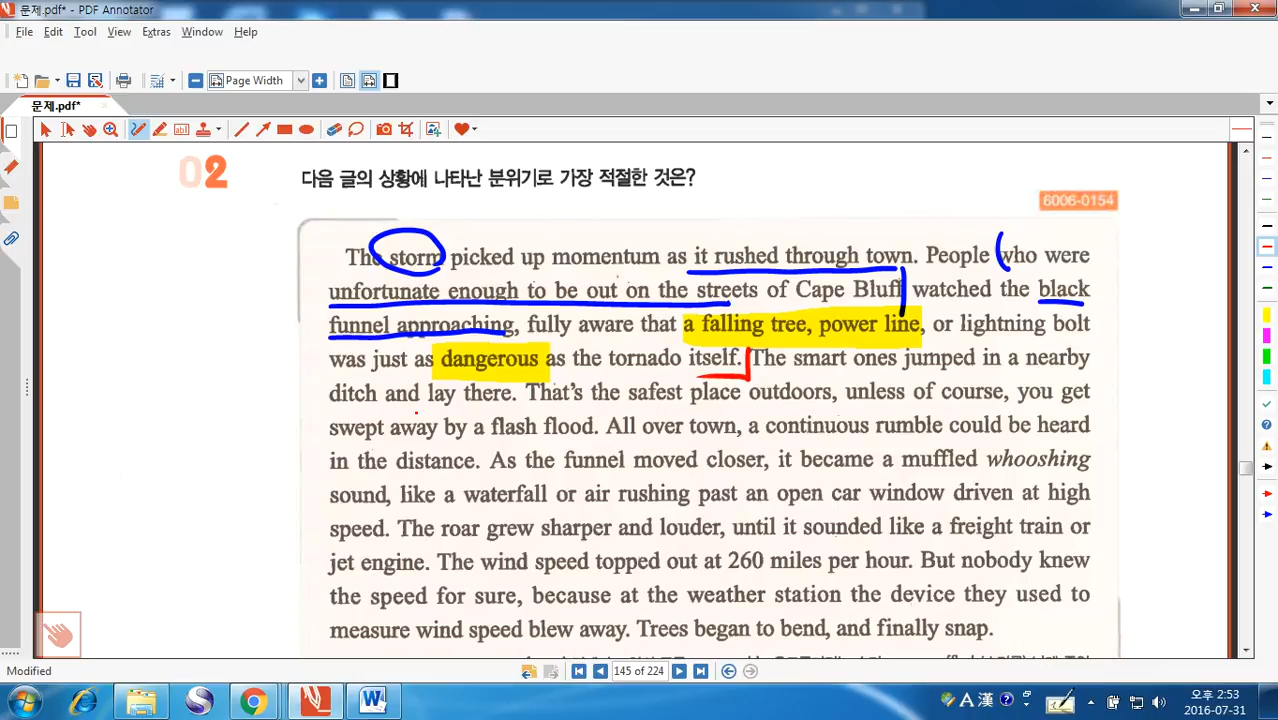 문제.pdf* - PDF Annotator
File Edit Tool View Extras Window Help
Page Width
문제.pdf*
02
다음 글의 상황에 나타난 분위기로 가장 적절한 것은?
6006-0154
The storm picked up momentum as it rushed through town. People who were
unfortunate enough to be out on the streets of Cape Bluff watched the black
funnel approaching, fully aware that a falling tree, power line, or lightning bolt
was just as dangerous as the tornado itself. The smart ones jumped in a nearby
ditch and lay there. That's the safest place outdoors, unless of course, you get
swept away by a flash flood. All over town, a continuous rumble could be heard
in the distance. As the funnel moved closer, it became a muffled whooshing
sound, like a waterfall or air rushing past an open car window driven at high
speed. The roar grew sharper and louder, until it sounded like a freight train or
jet engine. The wind speed topped out at 260 miles per hour. But nobody knew
the speed for sure, because at the weather station the device they used to
measure wind speed blew away. Trees began to bend, and finally snap.
Modified
145 of 224
A 漢
오후 2:53
2016-07-31